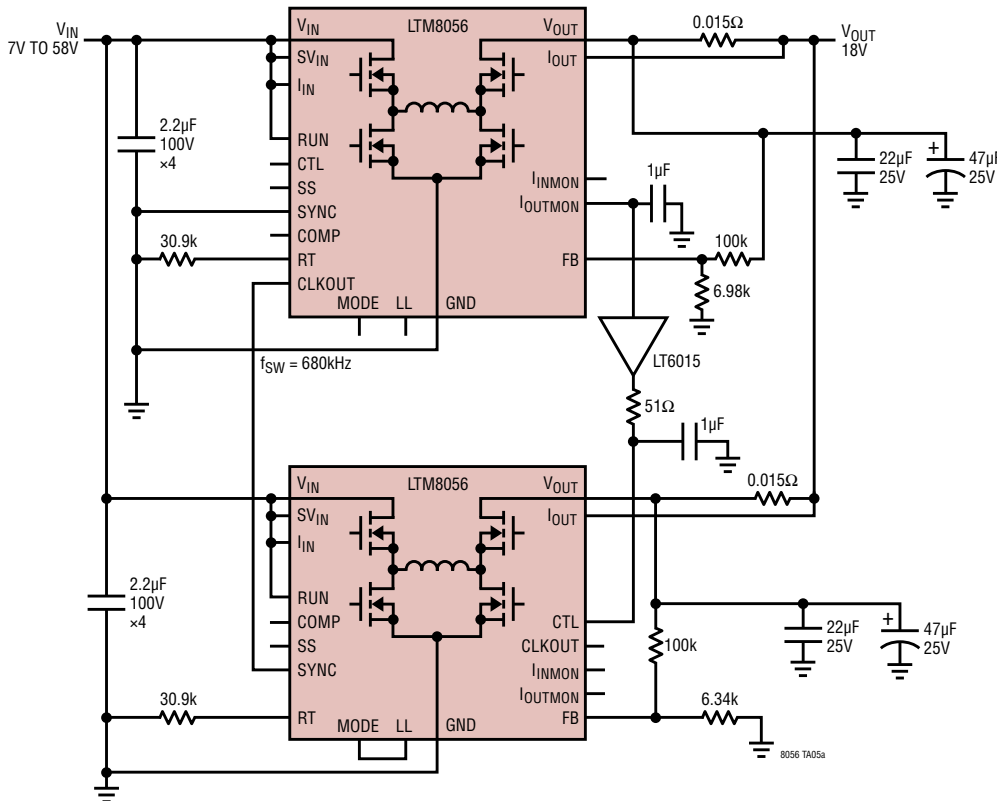 VIN
7V TO 58V
VIN
LTM8056
VOUT
0.015Ω
VOUT
18V
SVIN
IOUT
IIN
2.2µF
100V
×4
RUN
CTL
SS
SYNC
COMP
30.9k
RT
CLKOUT
IINMON
IOUTMON
1µF
22µF
25V
+
47µF
25V
FB
100k
6.98k
MODE
LL
GND
fSW = 680kHz
LT6015
51Ω
1µF
VIN
LTM8056
VOUT
0.015Ω
SVIN
IOUT
IIN
2.2µF
100V
×4
RUN
COMP
SS
SYNC
CTL
CLKOUT
IINMON
IOUTMON
100k
22µF
25V
+
47µF
25V
30.9k
RT
FB
6.34k
MODE
LL
GND
8056 TA05a